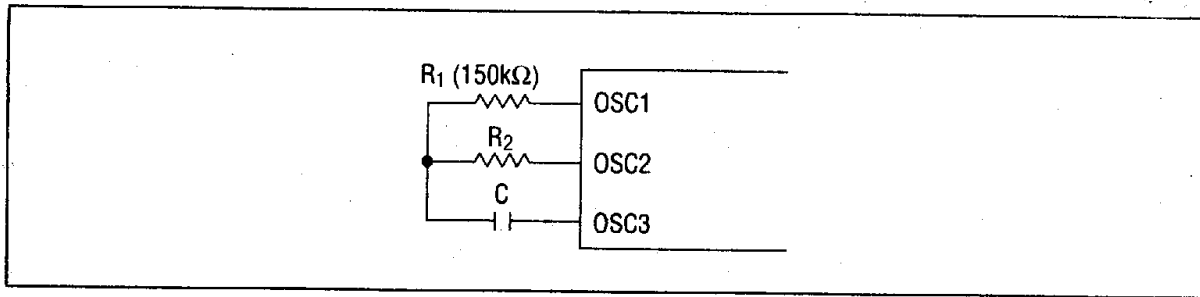 R₁ (150kΩ)
OSC1
R₂
OSC2
C
OSC3